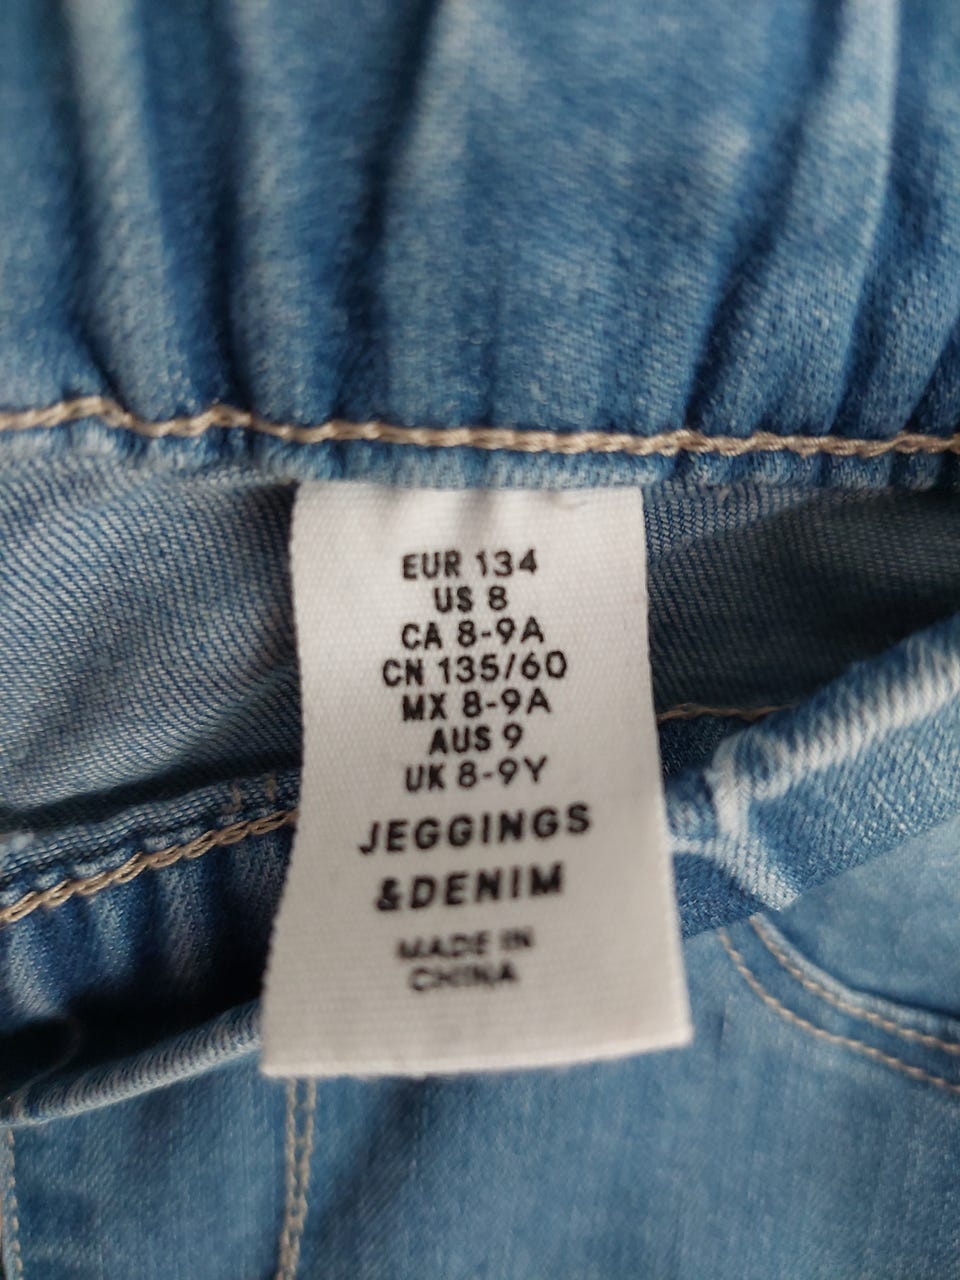 EUR 134
US 8
CA 8-9A
CN 135/60
MX 8-9A
AUS 9
UK 8-9Y
JEGGINGS
&DENIM
MADE IN
CHINA